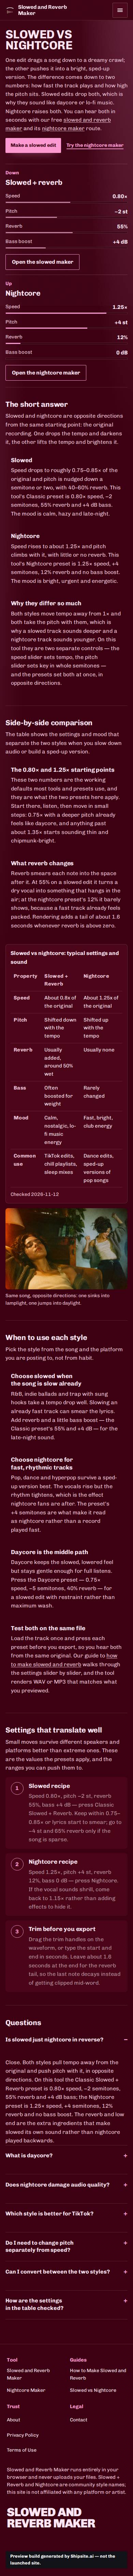 Slowed and Reverb
Maker
SLOWED VS
NIGHTCORE
One edit drags a song down to a dreamy crawl;
the other pushes it into a bright, sped-up
version. The difference comes down to two
numbers: how fast the track plays and how high
or low its pitch sits. Slowed edits drop both, which is
why they sound like daycore or lo-fi music.
Nightcore raises both. You can hear both in
seconds with our free slowed and reverb
maker and its nightcore maker route.
Make a slowed edit
Try the nightcore maker
Down
Slowed + reverb
Speed 0.80×
Pitch −2 st
Reverb 55%
Bass boost +4 dB
Open the slowed maker
Up
Nightcore
Speed 1.25×
Pitch +4 st
Reverb 12%
Bass boost 0 dB
Open the nightcore maker
The short answer
Slowed and nightcore are opposite directions
from the same starting point: the original
recording. One drops the tempo and darkens
it, the other lifts the tempo and brightens it.
Slowed
Speed drops to roughly 0.75–0.85× of the
original and pitch is nudged down a
semitone or two, with 40–60% reverb. This
tool's Classic preset is 0.80× speed, −2
semitones, 55% reverb and +4 dB bass.
The mood is calm, heavy and late-night.
Nightcore
Speed rises to about 1.25× and pitch
climbs with it, with little or no reverb. This
tool's Nightcore preset is 1.25× speed, +4
semitones, 12% reverb and no bass boost.
The mood is bright, urgent and energetic.
Why they differ so much
Both ends move tempo away from 1× and
both take the pitch with them, which is
why a nightcore track sounds smaller and
a slowed one sounds larger and deeper.
This tool has two separate controls — the
speed slider sets the tempo, the pitch
slider sets key in whole semitones —
and the presets set both at once, in
opposite directions.
Side-by-side comparison
The table shows the settings and mood that
separate the two styles when you slow down
or speed up the same version.
The 0.80× and 1.25× starting points
These two numbers are the working
defaults most slowed edits and presets use, and
they are what the two presets here apply.
Start there, listen, then move in small
steps: 0.75× with a deeper pitch already
feels like daycore, and anything past
about 1.35× starts sounding thin and
chipmunk-bright.
What reverb changes
Reverb smears each note into the space
after it. At 55% on a slowed edit it turns a
beat into a wash that fills the slower, larger
air; at the nightcore preset's 12% it barely
shows, because a fast track already feels
packed. Rendering adds a tail of about 1.6
seconds whenever reverb is above zero.
Slowed vs nightcore: typical settings and
sound
Property Slowed + Reverb Nightcore
Speed About 0.8x of the original About 1.25x of the original
Pitch Shifted down with the tempo Shifted up with the tempo
Reverb Usually added, around 50% wet Usually none
Bass Often boosted for weight Rarely changed
Mood Calm, nostalgic, lo-fi music energy Fast, bright, club energy
Common use TikTok edits, chill playlists, sleep mixes Dance edits, sped-up versions of pop songs
Checked 2026-11-12
Same song, opposite directions: one sinks into
lamplight, one jumps into daylight.
When to use each style
Pick the style from the song and the platform
you are posting to, not from habit.
Choose slowed when
the song is slow already
R&B, indie ballads and trap with sung
vocals keep their shape when slowed. An
already fast track can smear the lyrics.
Add reverb and a little bass boost — the
Classic preset's 55% and +4 dB — for the
late-night sound.
Choose nightcore for
fast, rhythmic tracks
Pop, dance and hyperpop survive a sped-
up version best. The vocals rise but the
rhythm tightens, which is the effect
nightcore fans are after. The preset's
+4 semitones are what make it read
as nightcore rather than a record
played fast.
Daycore is the middle path
Daycore keeps the slowed, lowered feel
but stays gentle enough for full listening.
Press the Daycore preset — 0.75×
speed, −5 semitones, 40% reverb — for
a slowed edit with restraint rather than
maximum wash.
Test both on the same file
Load the track once and press each
preset before you export, so you hear both
from the same original. Our guide to how
to make slowed and reverb walks through
the settings slider by slider, and the tool
renders WAV or MP3 that matches what
you previewed.
Settings that translate well
Small moves survive different speakers and
platforms better than extreme ones. These
are the values the presets apply, and the
margins you can expect to adjust.
1
Slowed recipe
Speed 0.80×, pitch −2 st, reverb
55%, bass +4 dB — press Classic
Slowed + Reverb. Keep within 0.75–
0.85× or lyrics start to smear; go to
−4 st and 65% reverb only if the
song is sparse.
2
Nightcore recipe
Speed 1.25×, pitch +4 st, reverb
12%, bass 0 dB — press Nightcore.
If the vocal sounds shrill, come
back to 1.15× rather than adding
effects to hide it.
3
Trim before you export
Drag the trim handles on the
waveform, or type the start and
end in seconds. Leave about 1.6
seconds at the end for the reverb
tail, so the last note decays instead
of getting clipped mid-word.
Questions
Is slowed just nightcore in reverse? −
Close. Both styles pull tempo away from the
original and push pitch with it, in opposite
directions. On this tool the Classic Slowed +
Reverb preset is 0.80× speed, −2 semitones,
55% reverb and +4 dB bass; the Nightcore
preset is 1.25× speed, +4 semitones, 12%
reverb and no bass boost. The reverb and low
end are the extra ingredients that make
slowed its own sound rather than nightcore
played backwards.
What is daycore? +
Does nightcore damage audio quality? +
Which style is better for TikTok? +
Do I need to change pitch
separately from speed? +
Can I convert between the two styles? +
How are the settings
in the table checked? +
Tool
Slowed and Reverb
Maker
Nightcore Maker
Guides
How to Make Slowed and
Reverb
Slowed vs Nightcore
Trust
About
Privacy Policy
Terms of Use
Legal
Contact
Slowed and Reverb Maker runs entirely in your
browser and never uploads your files. Slowed +
Reverb and Nightcore are community style names;
this site is not affiliated with any platform or artist.
SLOWED AND
REVERB MAKER
Preview build generated by Shipsite.ai — not the
launched site.